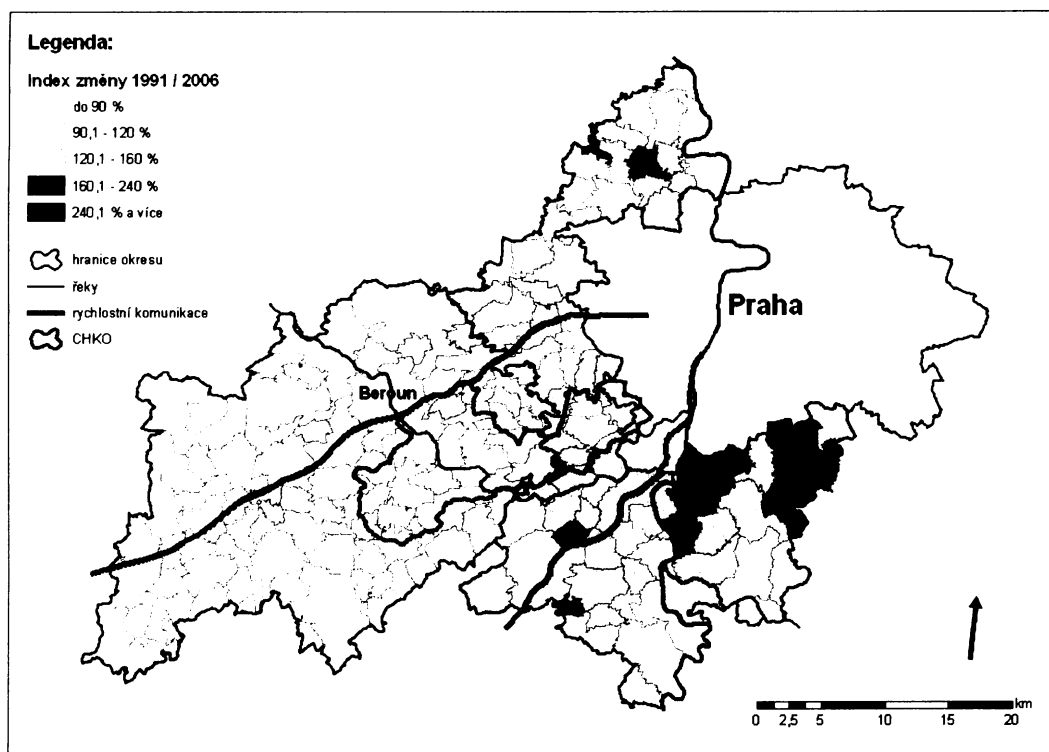 Legenda:
Index změny 1991 / 2006
do 90 %
90,1 - 120 %
120,1 - 160 %
160,1 - 240 %
240,1 % a více
hranice okresu
řeky
rychlostní komunikace
CHKO
Praha
Beroun
km
0 2,5 5 10 15 20